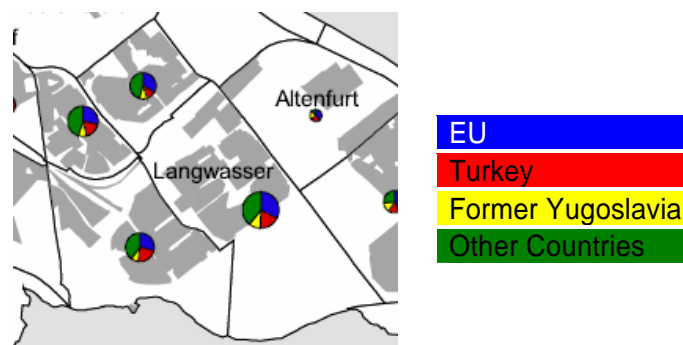 f
Altenfurt
Langwasser
EU
Turkey
Former Yugoslavia
Other Countries